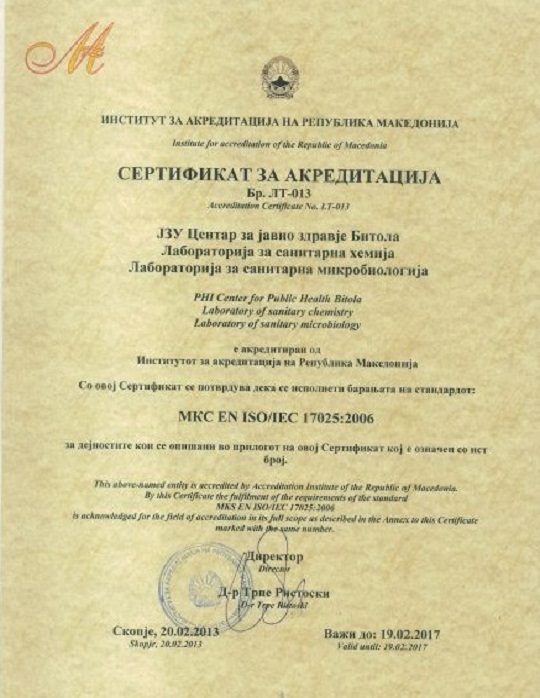 ИНСТИТУТ ЗА АКРЕДИТАЦИЈА НА РЕПУБЛИКА МАКЕДОНИЈА
Institute for accreditation of the Republic of Macedonia
СЕРТИФИКАТ ЗА АКРЕДИТАЦИЈА
Бр. ЛТ-013
Accreditation Certificate No. LT-013
ЈЗУ Центар за јавно здравје Битола
Лабораторија за санитарна хемија
Лабораторија за санитарна микробиологија
PHI Center for Public Health Bitola
Laboratory of sanitary chemistry
Laboratory of sanitary microbiology
е акредитиран од
Институтот за акредитација на Република Македонија
Со овој Сертификат се потврдува дека се исполнети барањата на стандардот:
МКС EN ISO/IEC 17025:2006
за дејностите кои се опишани во прилогот на овој Сертификат кој е означен со ист
број.
This above-named entity is accredited by Accreditation Institute of the Republic of Macedonia.
By this Certificate the fulfilment of the requirements of the standard
MKS EN ISO/IEC 17025:2006
is acknowledged for the field of accreditation in its full scope as described in the Annex to this Certificate
marked with the same number.
Директор
Director
Д-р Трпе Ристоски
D-r Trpe Ristoski
Скопје, 20.02.2013
Skopje, 20.02.2013
Важи до: 19.02.2017
Valid until: 19.02.2017